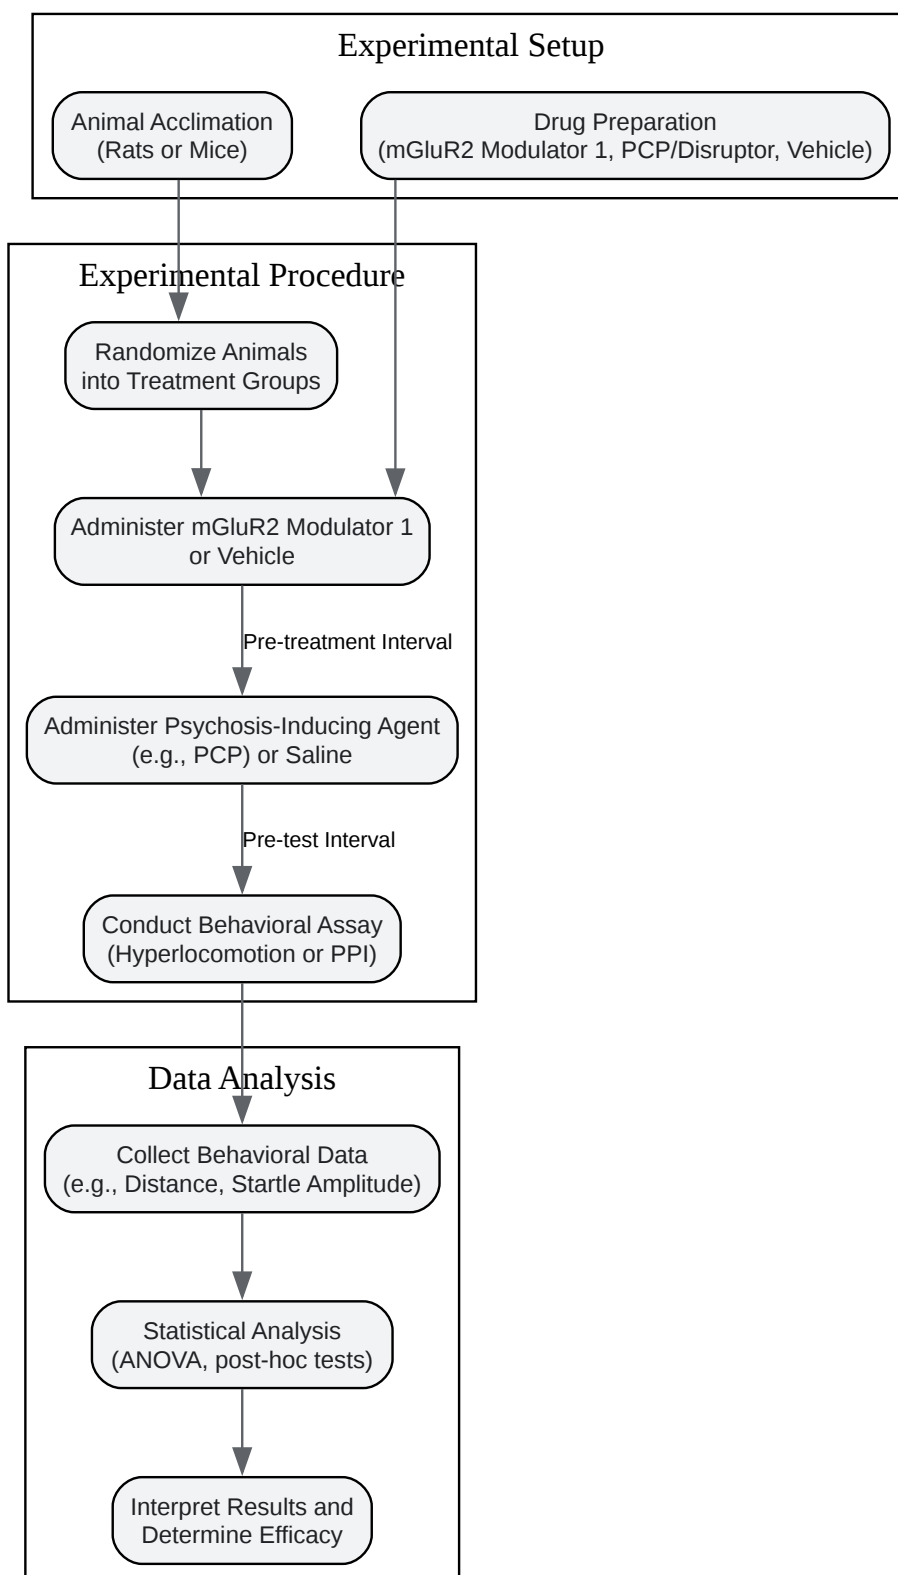 Experimental Setup
Animal Acclimation
(Rats or Mice)
Drug Preparation
(mGluR2 Modulator 1, PCP/Disruptor, Vehicle)
Experimental Procedure
Randomize Animals
into Treatment Groups
Administer mGluR2 Modulator 1
or Vehicle
Pre-treatment Interval
Administer Psychosis-Inducing Agent
(e.g., PCP) or Saline
Pre-test Interval
Conduct Behavioral Assay
(Hyperlocomotion or PPI)
Data Analysis
Collect Behavioral Data
(e.g., Distance, Startle Amplitude)
Statistical Analysis
(ANOVA, post-hoc tests)
Interpret Results and
Determine Efficacy